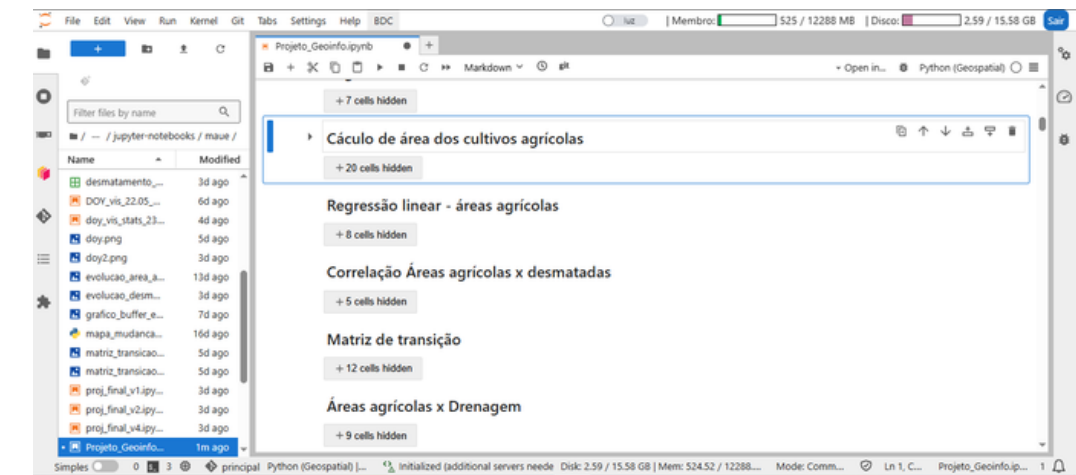 File Edit View Run Kernel Git Tabs Settings Help BDC luz | Membro: 525 / 12288 MB | Disco: 2.59 / 15.58 GB Sair
Projeto_Geoinfo.ipynb
git Markdown Open in... Python (Geospatial)
+ 7 cells hidden
Filter files by name
/ ··· / jupyter-notebooks / maue /
Name Modified
desmatamento_... 3d ago
DOY_vis_22.05_... 6d ago
doy_vis_stats_23... 4d ago
doy.png 5d ago
doy2.png 3d ago
evolucao_area_a... 13d ago
evolucao_desm... 3d ago
grafico_buffer_e... 7d ago
mapa_mudanca... 16d ago
matriz_transicao... 5d ago
matriz_transicao... 5d ago
proj_final_v1.ipy... 3d ago
proj_final_v2.ipy... 3d ago
proj_final_v4.ipy... 3d ago
Projeto_Geoinfo... 1m ago
Cáculo de área dos cultivos agrícolas
+ 20 cells hidden
Regressão linear - áreas agrícolas
+ 8 cells hidden
Correlação Áreas agrícolas x desmatadas
+ 5 cells hidden
Matriz de transição
+ 12 cells hidden
Áreas agrícolas x Drenagem
+ 9 cells hidden
Simples 0 3 principal Python (Geospatial) |... Initialized (additional servers neede Disk: 2.59 / 15.58 GB | Mem: 524.52 / 12288.... Mode: Comm... Ln 1, C... Projeto_Geoinfo.ip... 1